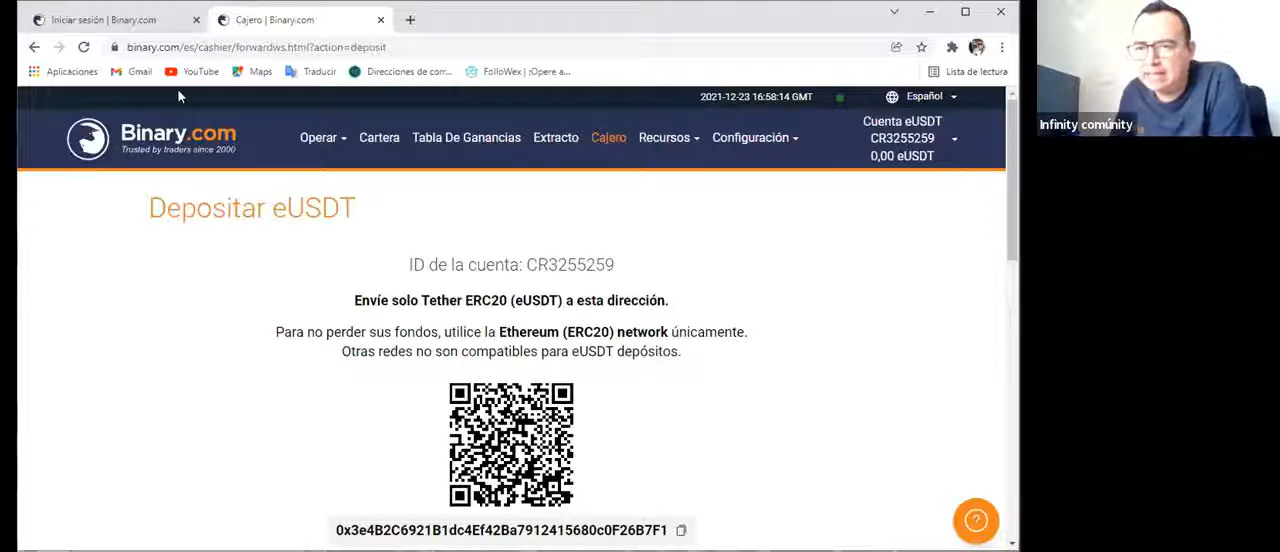 Iniciar sesión | Binary.com
Cajero | Binary.com
binary.com/es/cashier/forwardws.html?action=deposit
Aplicaciones
Gmail
YouTube
Maps
Traducir
Direcciones de cor...
FolloWex | ¡Opere a...
Lista de lectura
2021-12-23 16:58:14 GMT
Español
Binary.com
Trusted by traders since 2000
Operar
Cartera
Tabla De Ganancias
Extracto
Cajero
Recursos
Configuración
Cuenta eUSDT
CR3255259
0,00 eUSDT
Infinity comúnity
Depositar eUSDT
ID de la cuenta: CR3255259
Envíe solo Tether ERC20 (eUSDT) a esta dirección.
Para no perder sus fondos, utilice la Ethereum (ERC20) network únicamente.
Otras redes no son compatibles para eUSDT depósitos.
0x3e4B2C6921B1dc4Ef42Ba7912415680c0F26B7F1